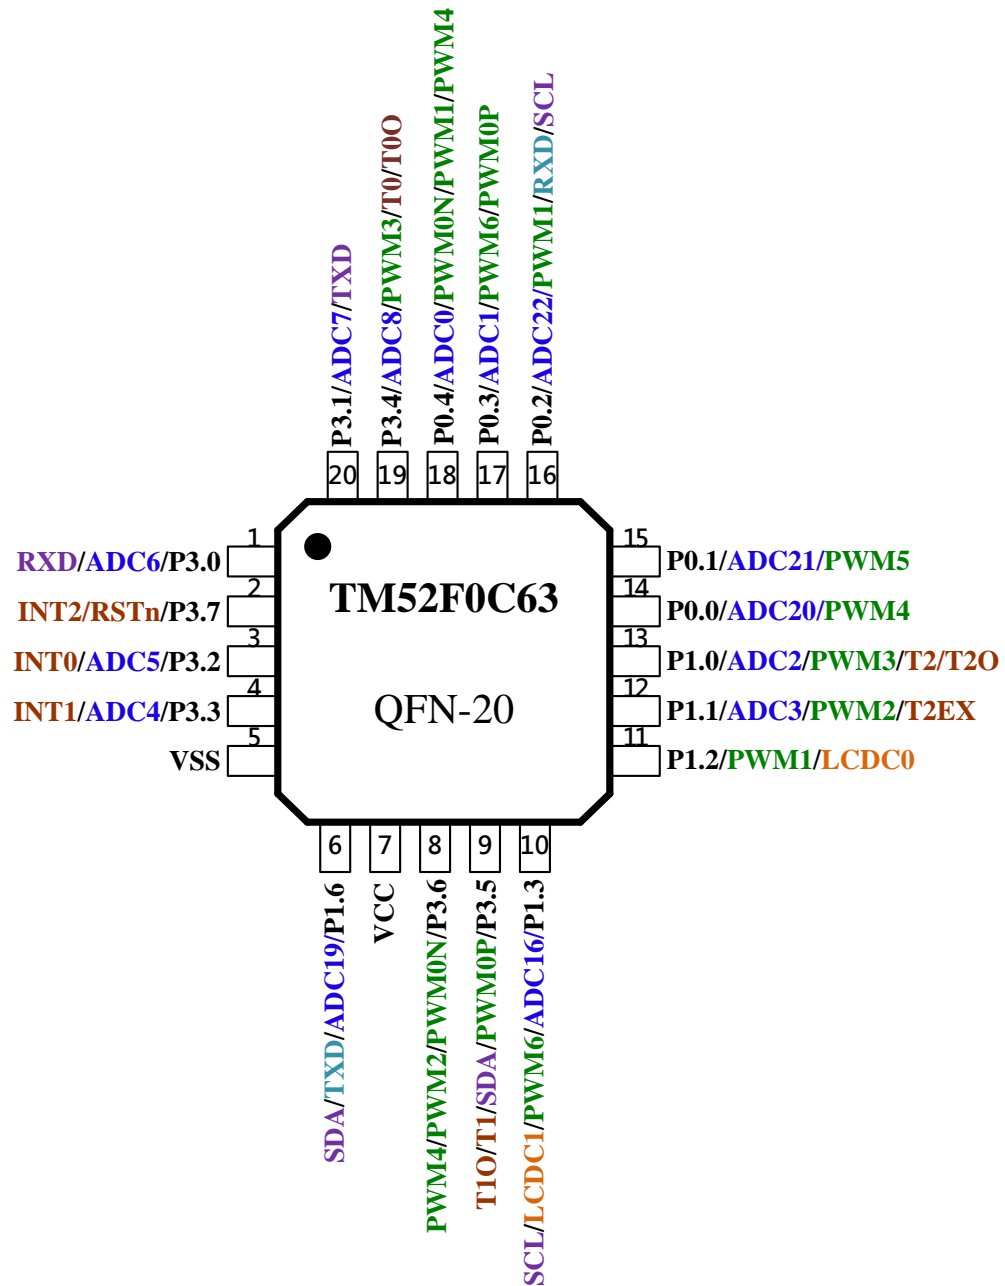 P3.1/ADC7/TXD
P3.4/ADC8/PWM3/T0/T0O
P0.4/ADC0/PWM0N/PWM1/PWM4
P0.3/ADC1/PWM6/PWM0P
P0.2/ADC22/PWM1/RXD/SCL
20
19
18
17
16
1
RXD/ADC6/P3.0
2
INT2/RSTn/P3.7
3
INT0/ADC5/P3.2
4
INT1/ADC4/P3.3
5
VSS
TM52F0C63
QFN-20
15
P0.1/ADC21/PWM5
14
P0.0/ADC20/PWM4
13
P1.0/ADC2/PWM3/T2/T2O
12
P1.1/ADC3/PWM2/T2EX
11
P1.2/PWM1/LCDC0
6
7
8
9
10
SDA/TXD/ADC19/P1.6
VCC
PWM4/PWM2/PWM0N/P3.6
T1O/T1/SDA/PWM0P/P3.5
SCL/LCDC1/PWM6/ADC16/P1.3